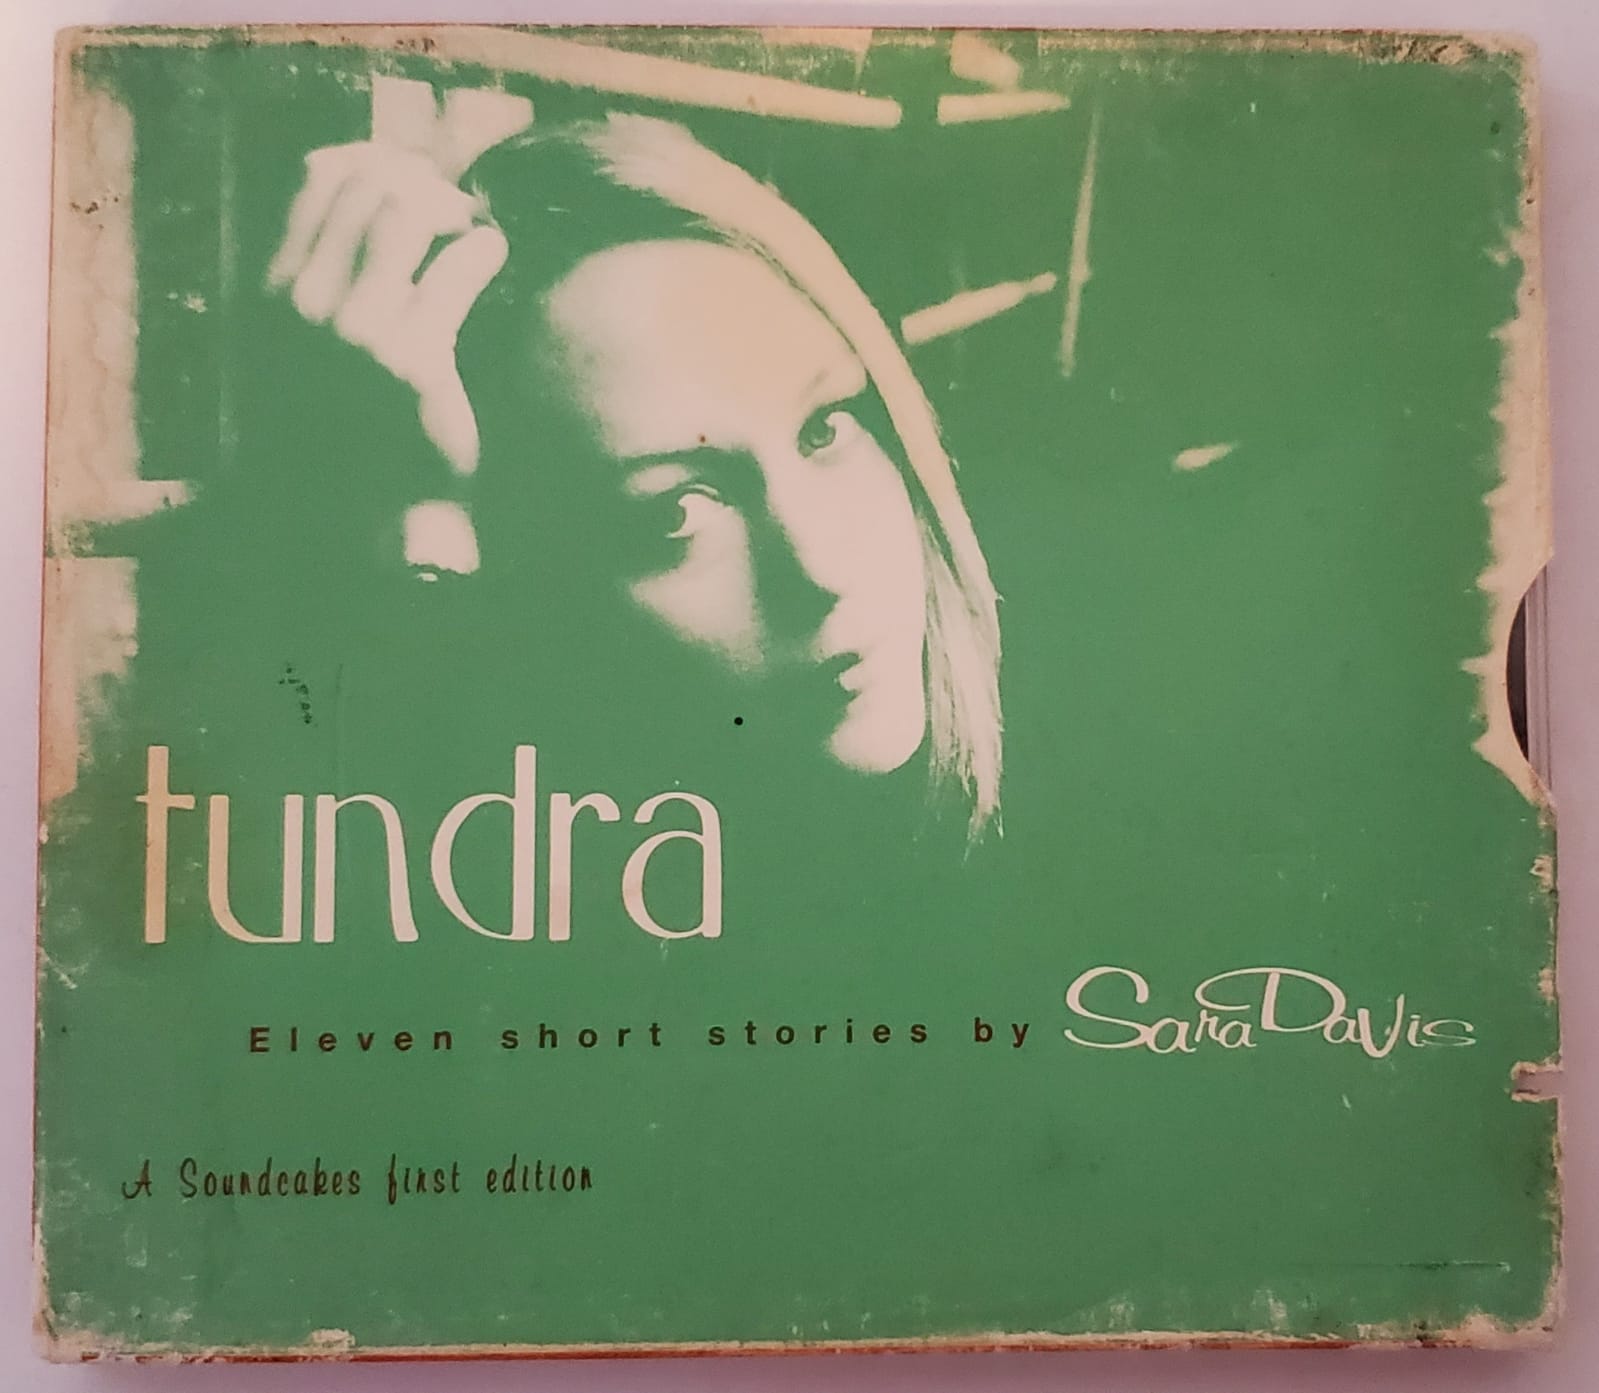 tundra
Eleven short stories by Sara Davis
A Soundcakes first edition